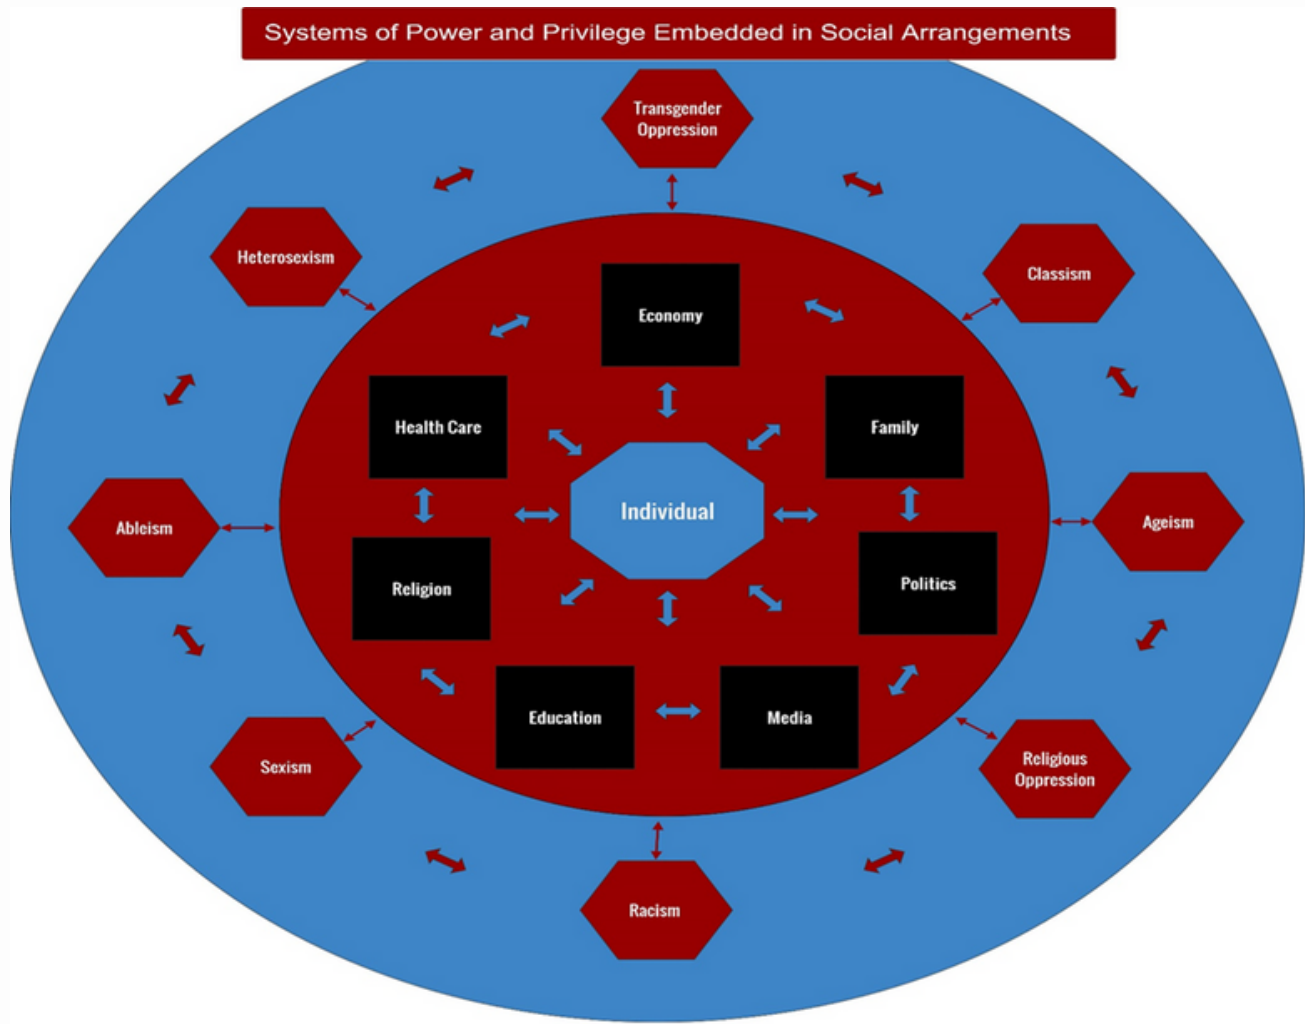 Systems of Power and Privilege Embedded in Social Arrangements
Transgender
Oppression
Heterosexism
Classism
Economy
Health Care
Family
Individual
Ableism
Ageism
Religion
Politics
Education
Media
Sexism
Religious
Oppression
Racism